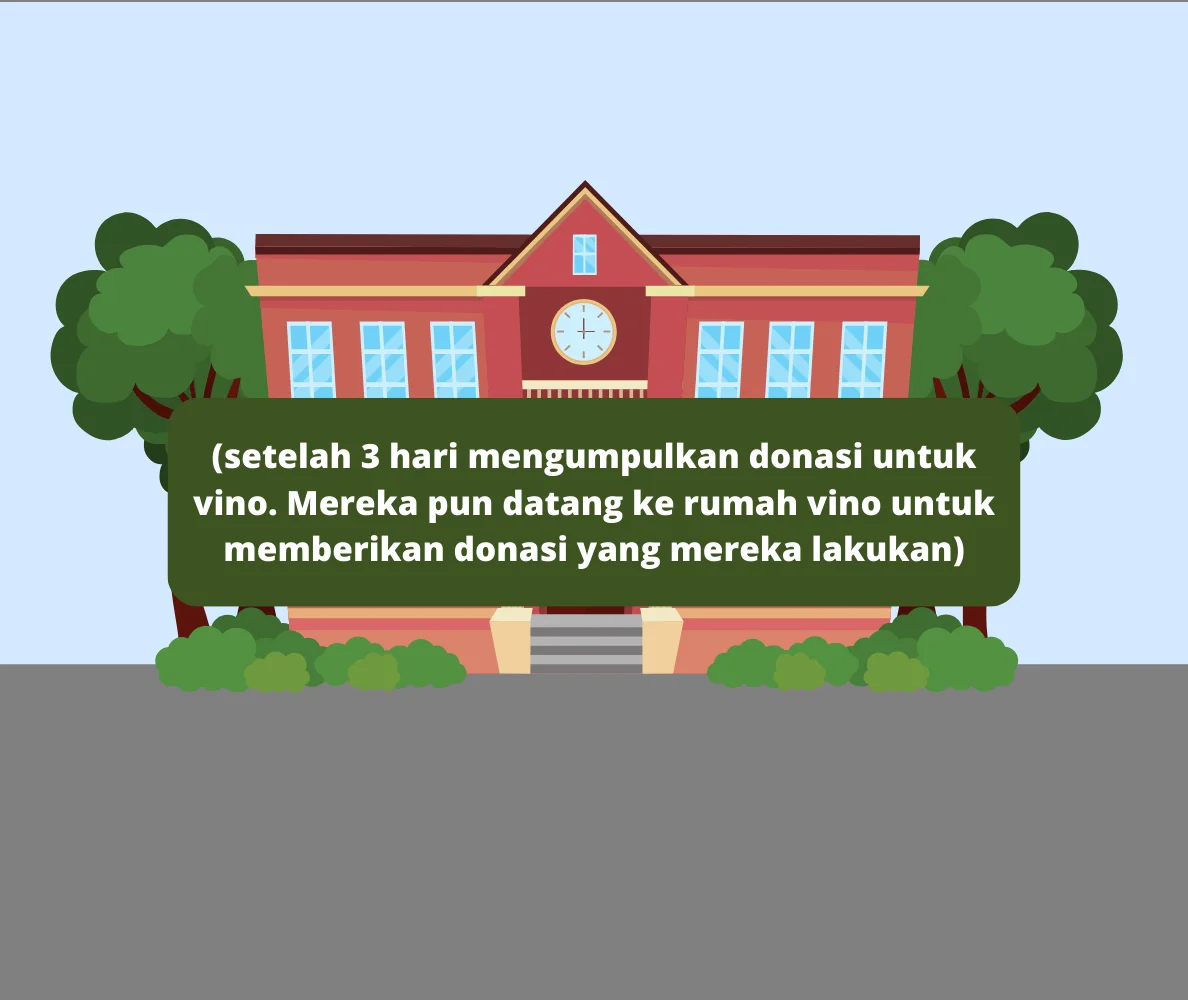 (setelah 3 hari mengumpulkan donasi untuk
vino. Mereka pun datang ke rumah vino untuk
memberikan donasi yang mereka lakukan)